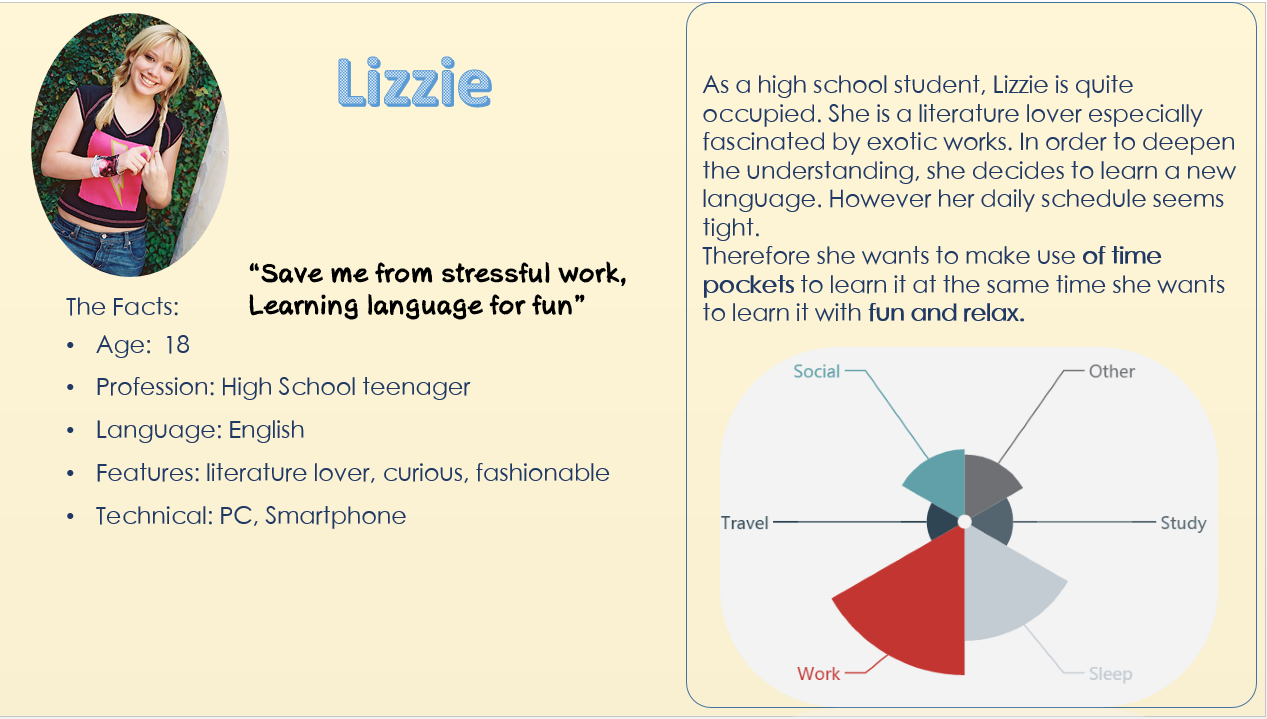 Lizzie
“Save me from stressful work,
Learning language for fun”
The Facts:
• Age: 18
• Profession: High School teenager
• Language: English
• Features: literature lover, curious, fashionable
• Technical: PC, Smartphone
As a high school student, Lizzie is quite
occupied. She is a literature lover especially
fascinated by exotic works. In order to deepen
the understanding, she decides to learn a new
language. However her daily schedule seems
tight.
Therefore she wants to make use of time
pockets to learn it at the same time she wants
to learn it with fun and relax.
Social
Other
Travel
Study
Work
Sleep